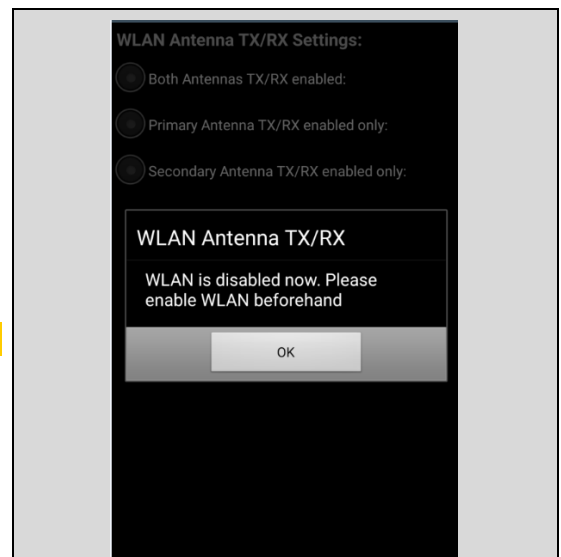 WLAN Antenna TX/RX Settings:
Both Antennas TX/RX enabled:
Primary Antenna TX/RX enabled only:
Secondary Antenna TX/RX enabled only:
WLAN Antenna TX/RX
WLAN is disabled now. Please
enable WLAN beforehand
OK